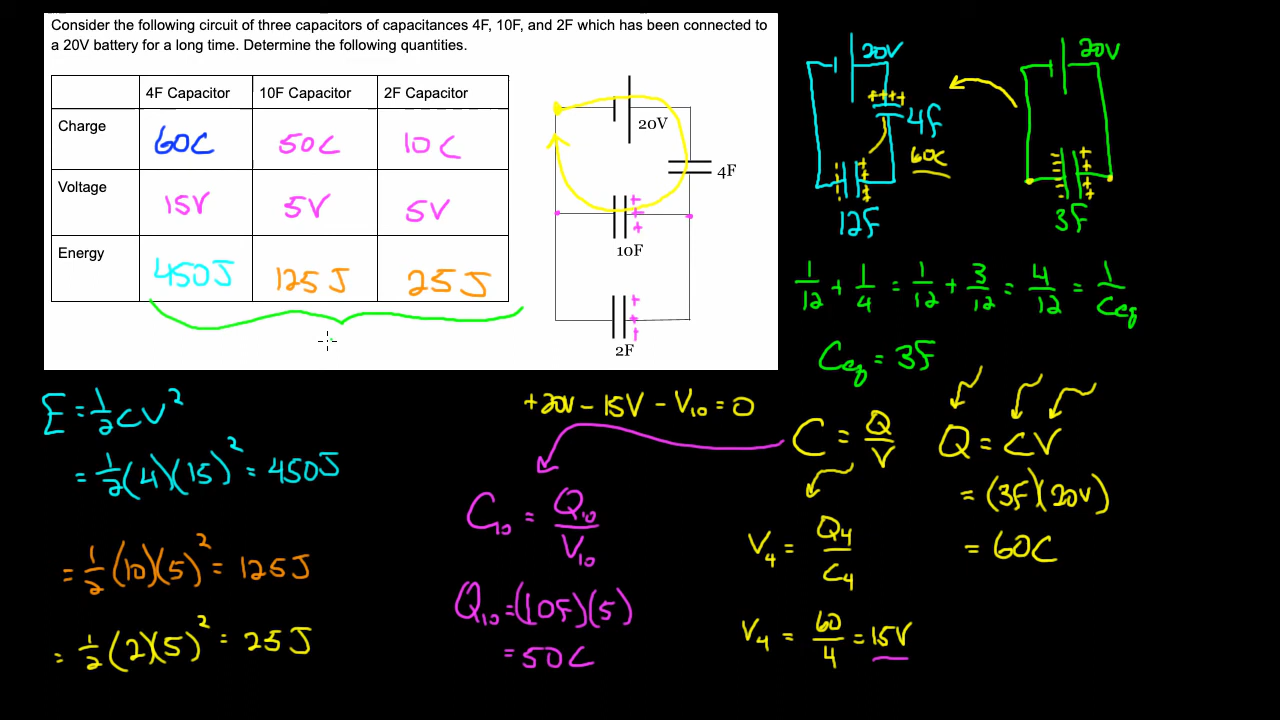 Consider the following circuit of three capacitors of capacitances 4F, 10F, and 2F which has been connected to
a 20V battery for a long time. Determine the following quantities.
4F Capacitor 10F Capacitor 2F Capacitor
Charge 60C 50C 10C
Voltage 15V 5V 5V
Energy 450J 125J 25J
20V
4F
+
+
+
10F
+
+
+
2F
20V
++++
4F
60C
12F
20V
3F
1/12 + 1/4 = 1/12 + 3/12 = 4/12 = 1/Ceq
Ceq = 3F
E = 1/2 CV²
= 1/2 (4)(15)² = 450J
= 1/2 (10)(5)² = 125J
= 1/2 (2)(5)² = 25J
+20V - 15V - V10 = 0
C10 = Q10/V10
Q10 = (10F)(5)
= 50C
C = Q/V
V4 = Q4/C4
V4 = 60/4 = 15V
Q = CV
= (3F)(20V)
= 60C